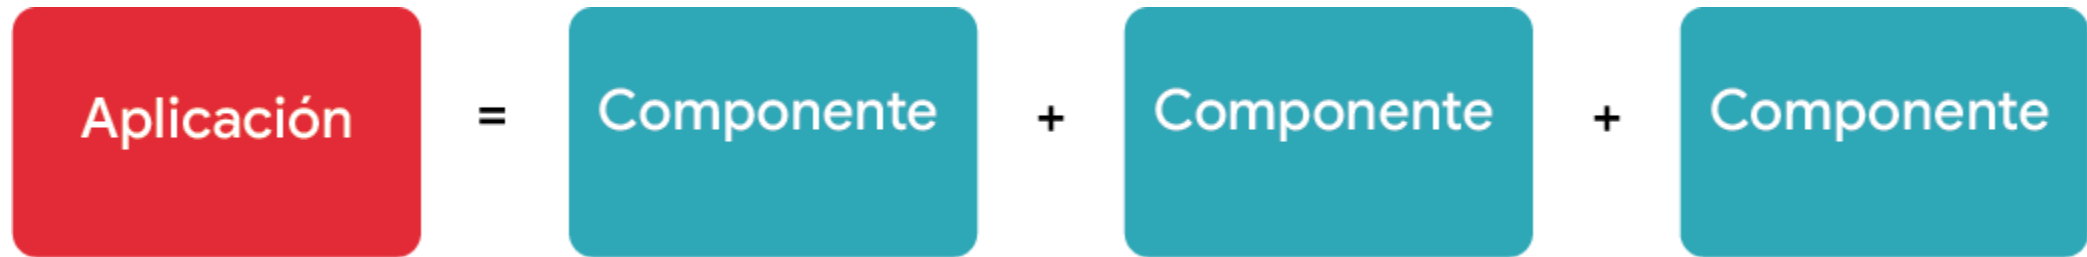 Aplicación = Componente + Componente + Componente